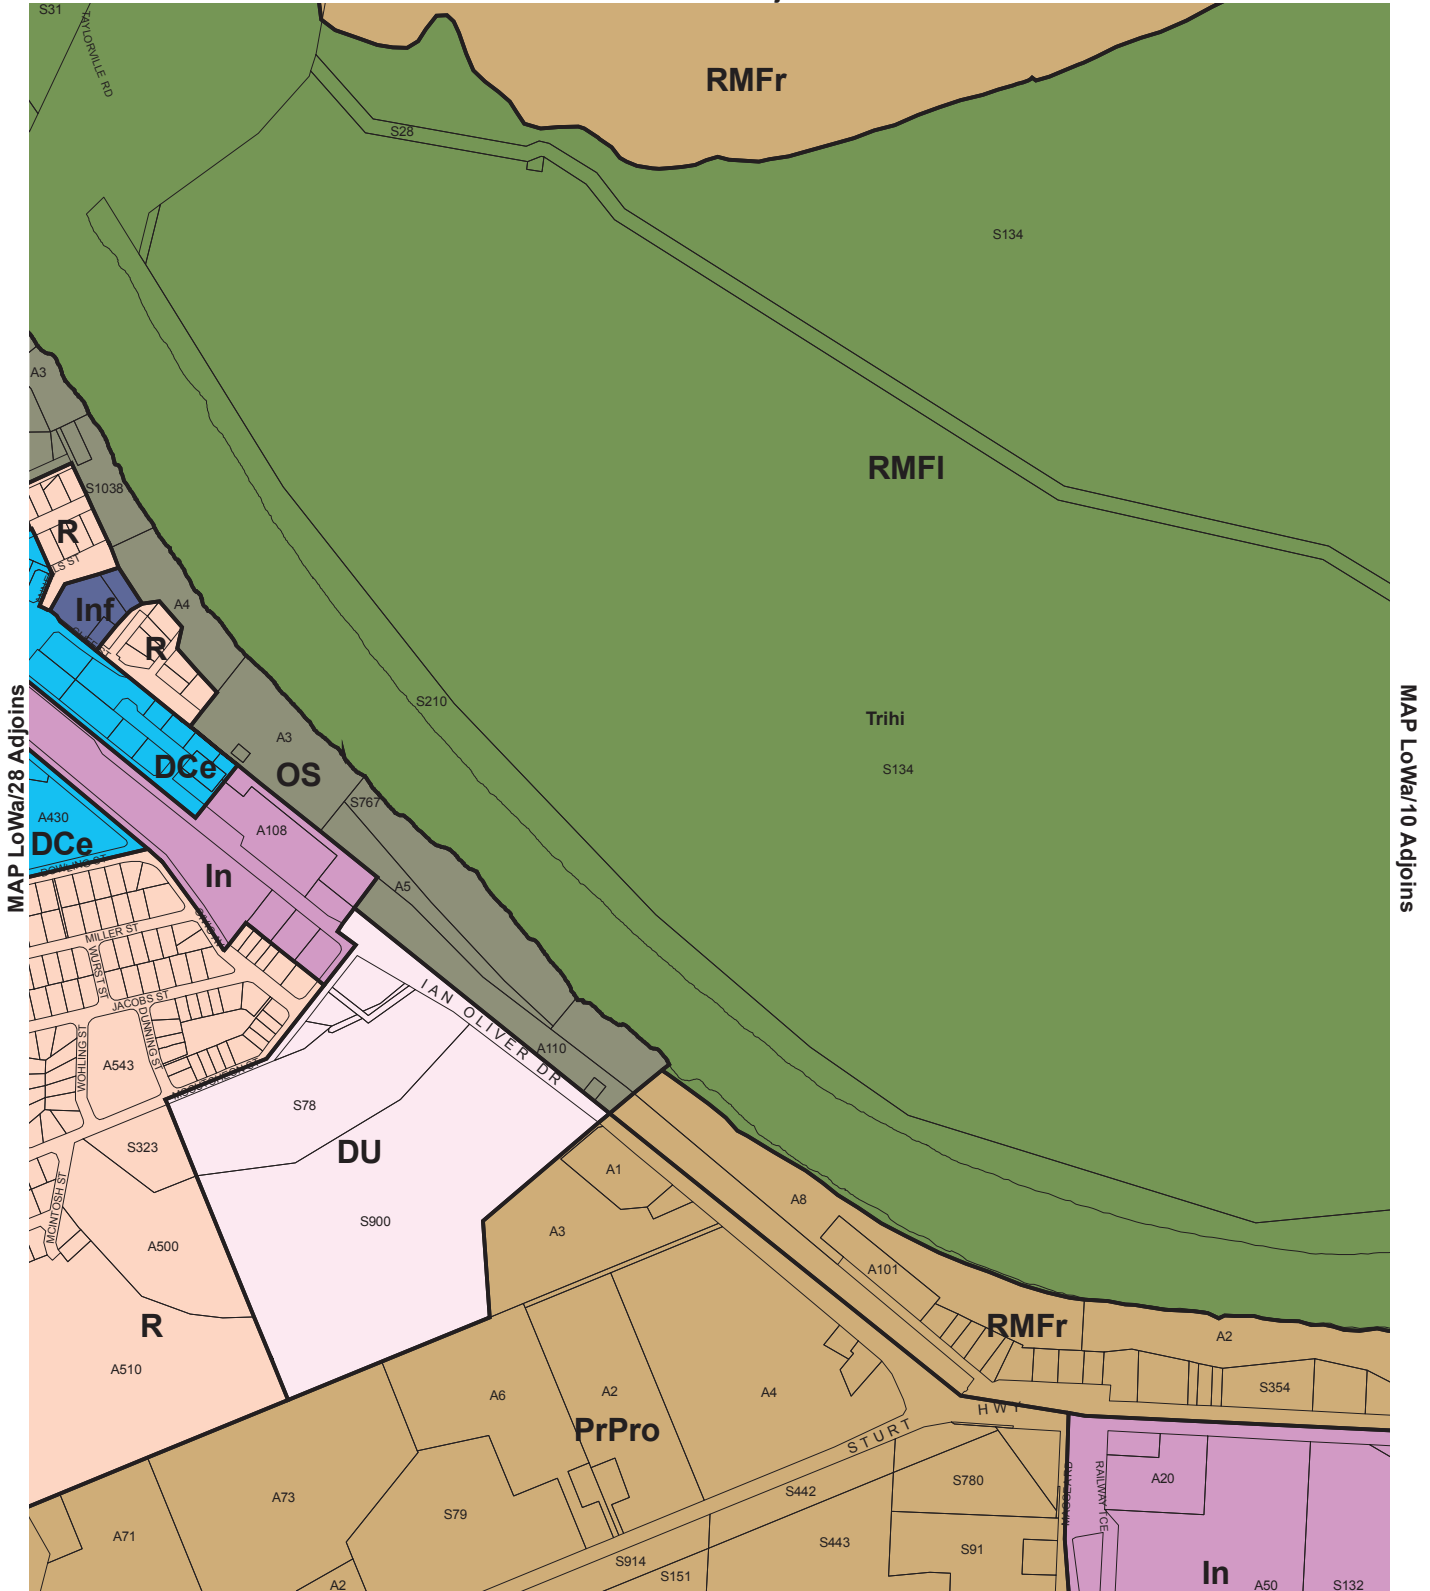 S31
TAYLORVILLE RD
RMFr
S28
S134
A3
RMFl
S1038
R
Inf
A4
R
MAP LoWa/28 Adjoins
MAP LoWa/10 Adjoins
S210
Trihi
A3
S134
DCe
OS
S767
A430
A108
DCe
In
A5
MILLER ST
WURST ST
JACOBS ST
IAN OLIVER DR
DUNNING ST
WOHLING ST
A543
A110
S78
S323
DU
A1
A8
MCINTOSH ST
S900
A3
A500
A101
R
RMFr
A2
A510
S354
A6
A2
A4
HWY
PrPro
STURT
RAILWAY TCE
A20
S780
S442
A73
S79
A71
S443
S91
S914
In
S151
A2
A50
S132